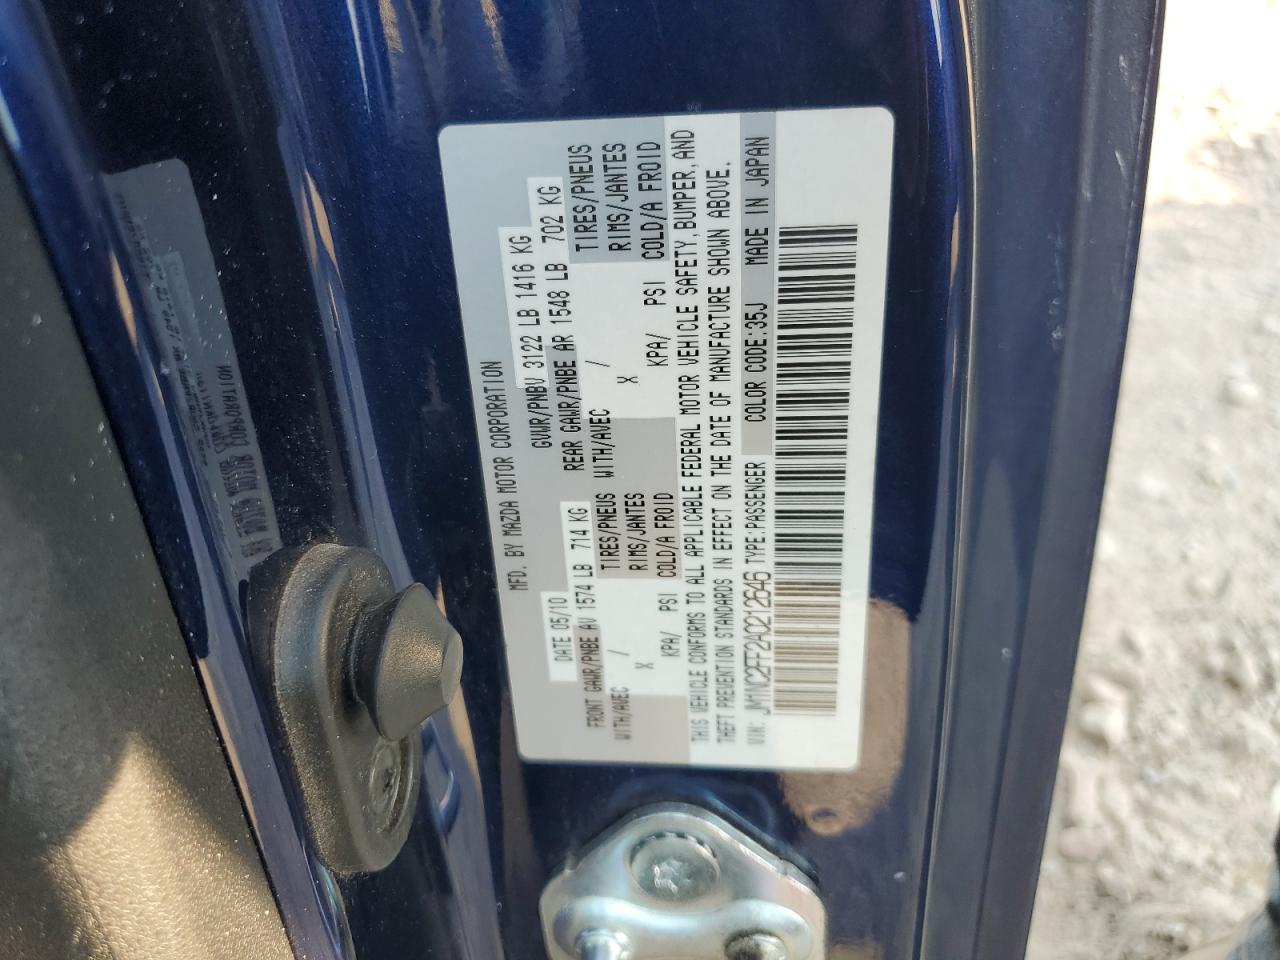 MFD. BY MAZDA MOTOR CORPORATION
DATE 05/10 GVWR/PNBV 3122 LB 1416 KG
FRONT GAWR/PNBE AV 1574 LB 714 KG REAR GAWR/PNBE AR 1548 LB 702 KG
WITH/AVEC TIRES/PNEUS WITH/AVEC TIRES/PNEUS
/ RIMS/JANTES / RIMS/JANTES
X X
KPA/ PSI COLD/A FROID KPA/ PSI COLD/A FROID
THIS VEHICLE CONFORMS TO ALL APPLICABLE FEDERAL MOTOR VEHICLE SAFETY, BUMPER, AND
THEFT PREVENTION STANDARDS IN EFFECT ON THE DATE OF MANUFACTURE SHOWN ABOVE.
VIN: JM1NC2FF2A0212646 TYPE:PASSENGER COLOR CODE:35J MADE IN JAPAN